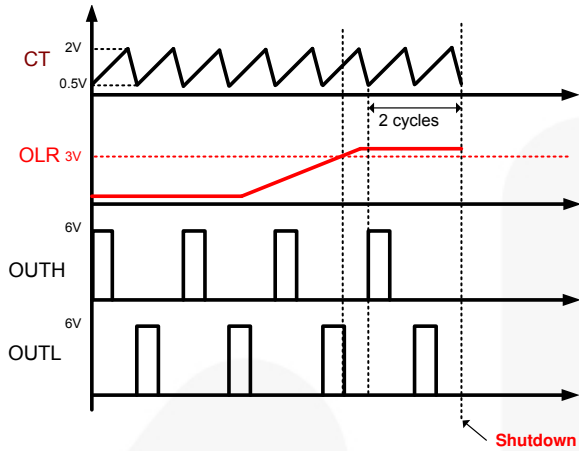 2V
CT
0.5V
2 cycles
OLR 3V
6V
OUTH
6V
OUTL
Shutdown